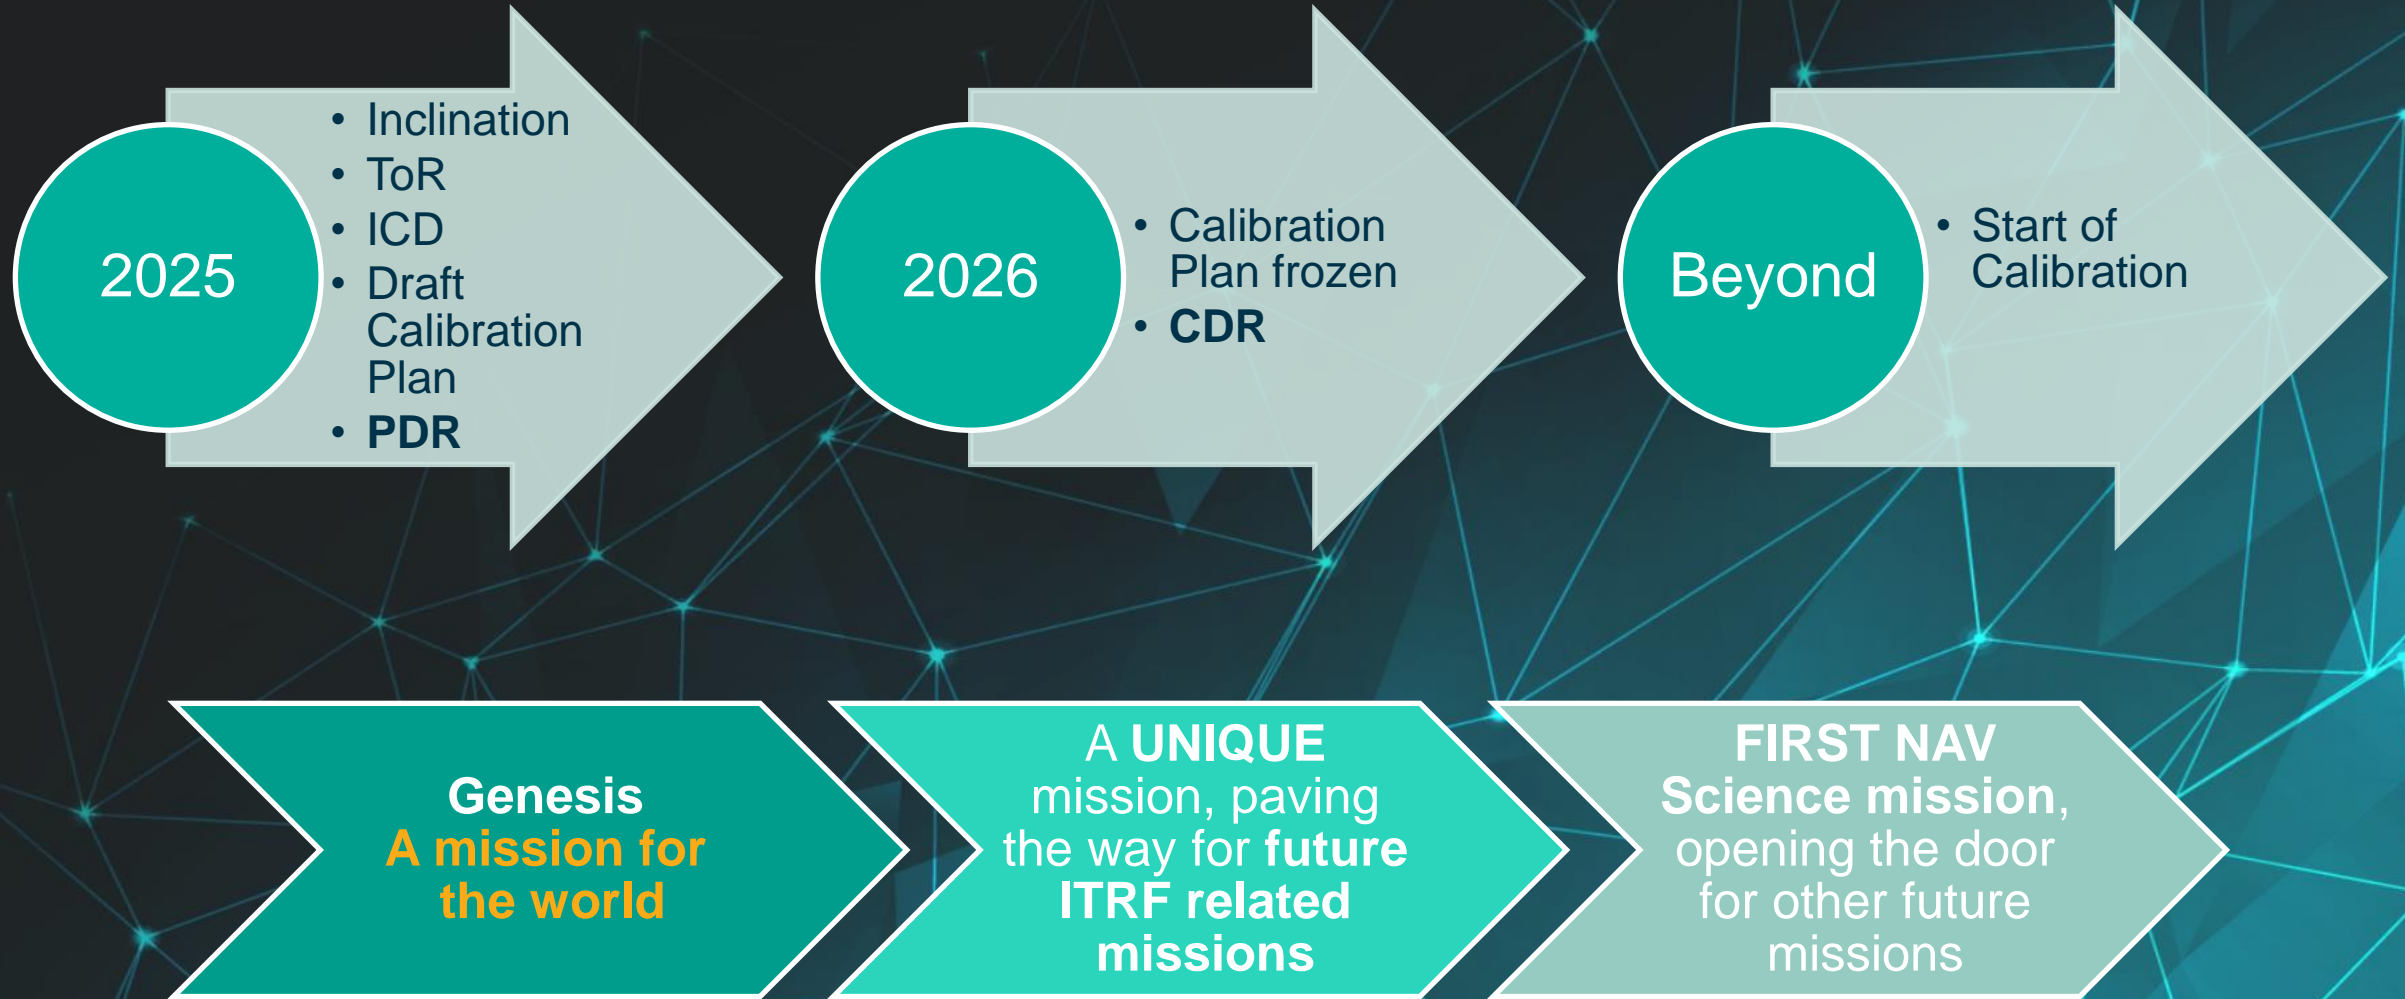 2025
• Inclination
• ToR
• ICD
• Draft
Calibration
Plan
• PDR
2026
• Calibration
Plan frozen
• CDR
Beyond
• Start of
Calibration
Genesis
A mission for
the world
A UNIQUE
mission, paving
the way for future
ITRF related
missions
FIRST NAV
Science mission,
opening the door
for other future
missions